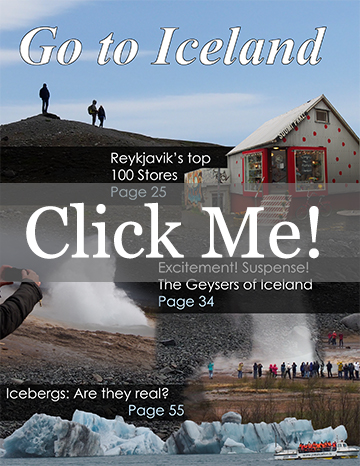 Go to Iceland
Reykjavik's top
100 Stores
Page 25
Click Me!
Excitement! Suspense!
The Geysers of Iceland
Page 34
Icebergs: Are they real?
Page 55